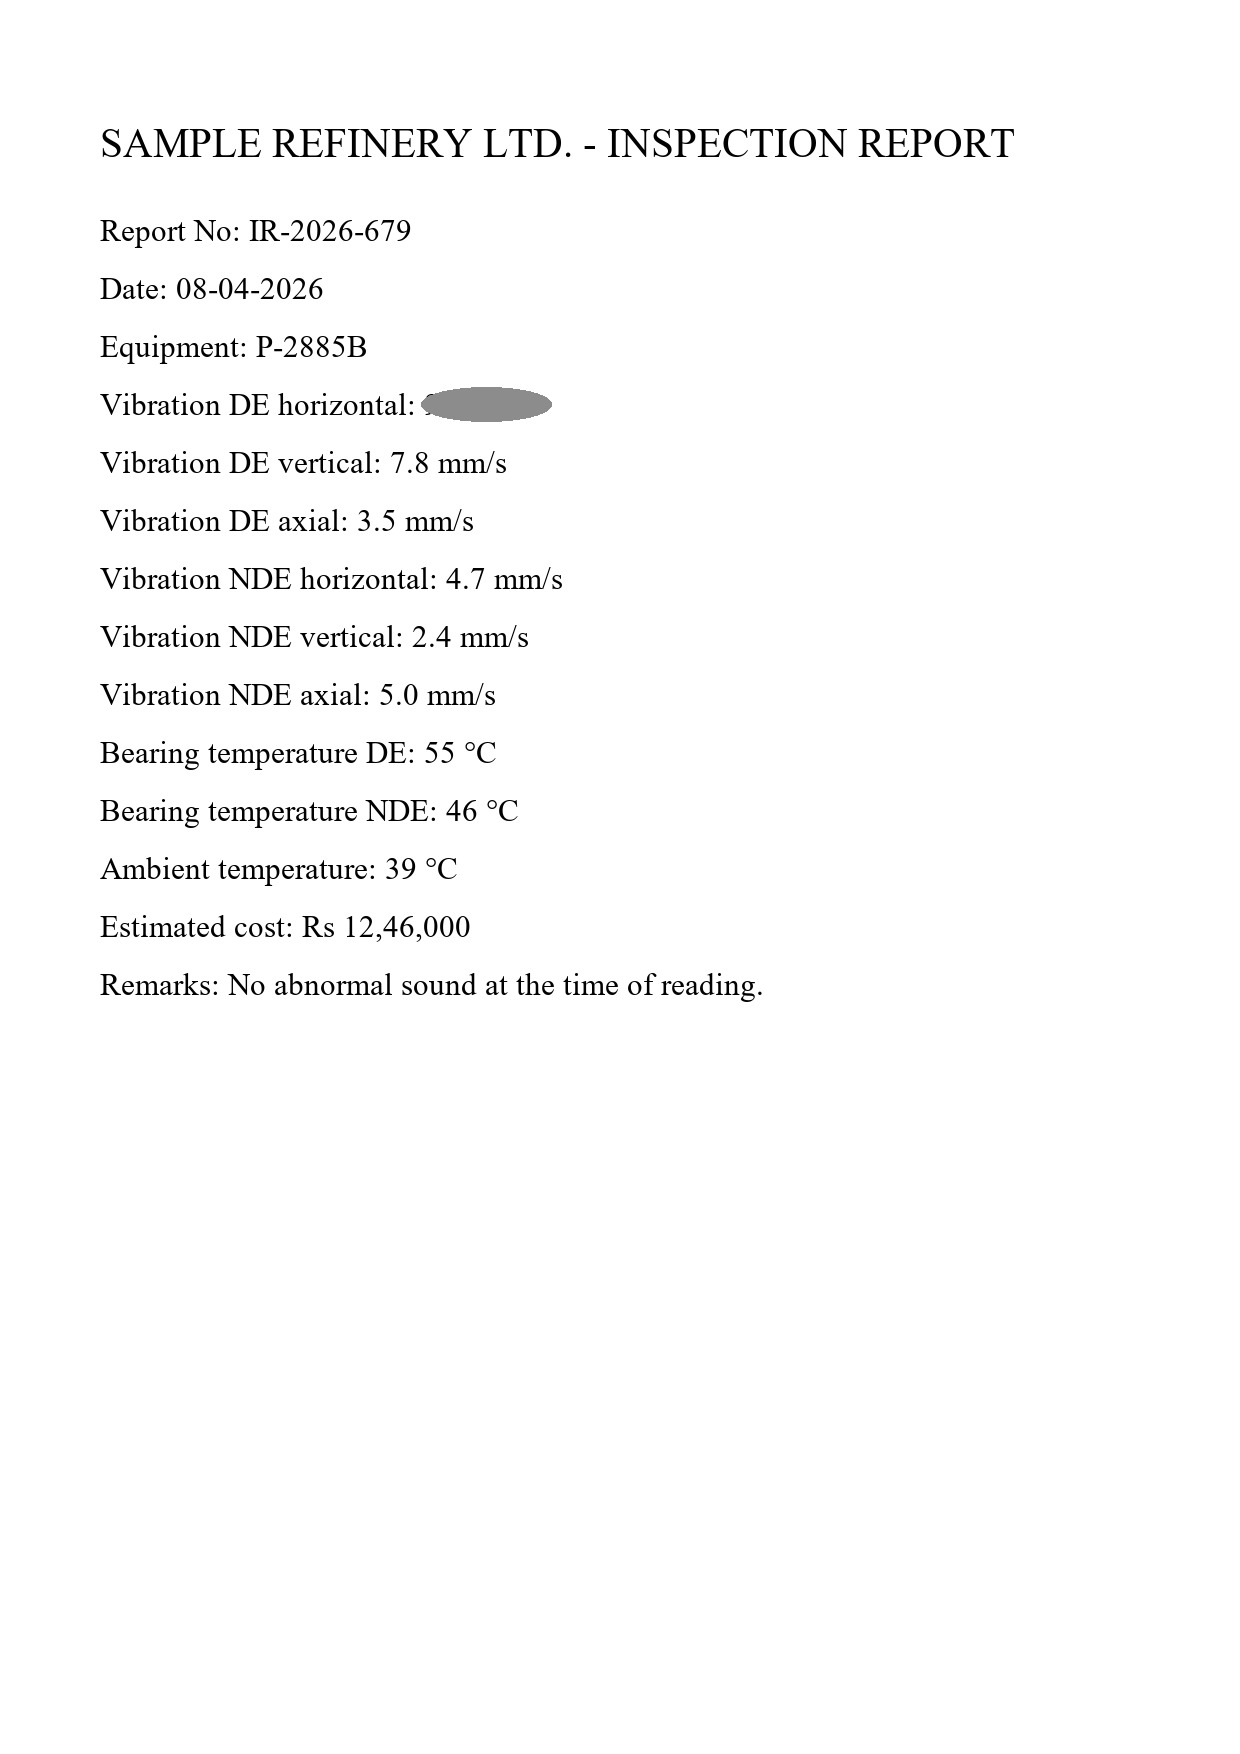 SAMPLE REFINERY LTD. - INSPECTION REPORT
Report No: IR-2026-679
Date: 08-04-2026
Equipment: P-2885B
Vibration DE horizontal:
Vibration DE vertical: 7.8 mm/s
Vibration DE axial: 3.5 mm/s
Vibration NDE horizontal: 4.7 mm/s
Vibration NDE vertical: 2.4 mm/s
Vibration NDE axial: 5.0 mm/s
Bearing temperature DE: 55 °C
Bearing temperature NDE: 46 °C
Ambient temperature: 39 °C
Estimated cost: Rs 12,46,000
Remarks: No abnormal sound at the time of reading.